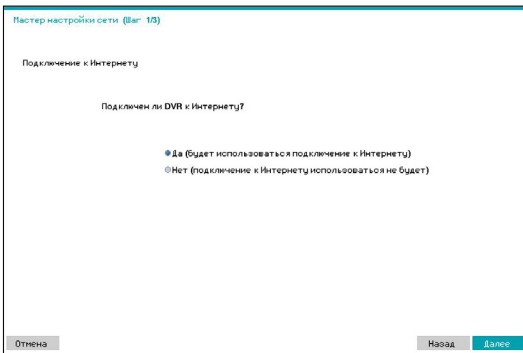 Мастер настройки сети (Шаг 1/3)
Подключение к Интернету
Подключен ли DVR к Интернету?
Да (будет использоваться подключение к Интернету)
Нет (подключение к Интернету использоваться не будет)
Отмена
Назад
Далее